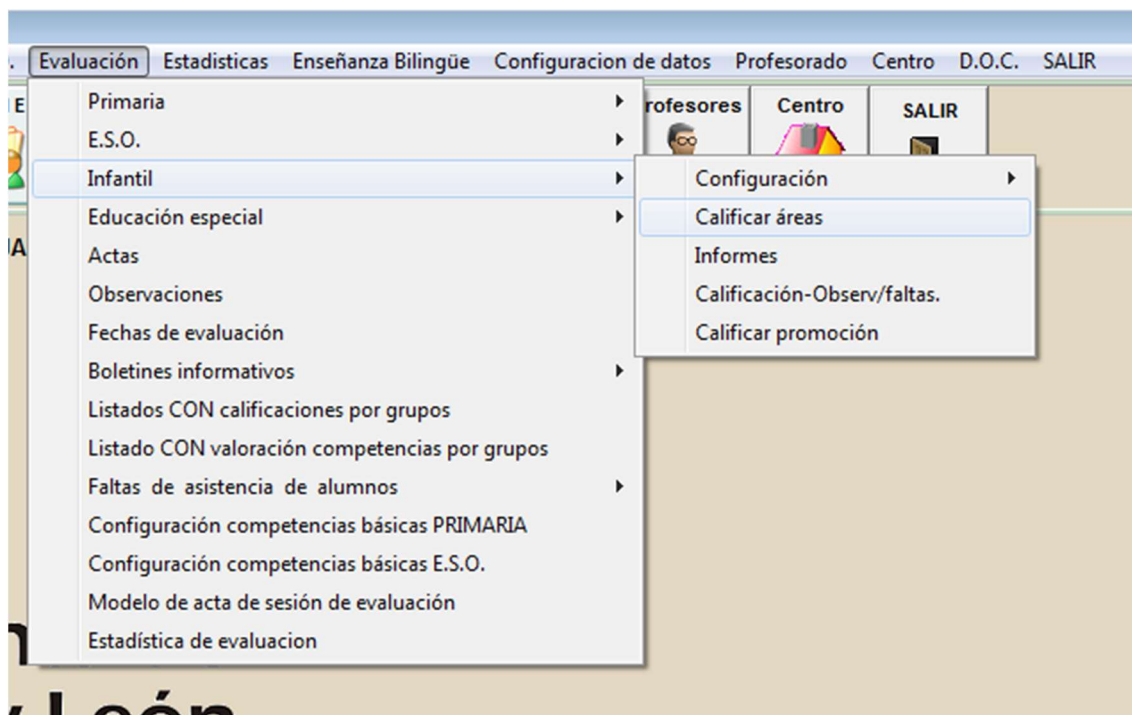 Evaluación Estadisticas Enseñanza Bilingüe Configuracion de datos Profesorado Centro D.O.C. SALIR
Centro SALIR
Primaria
E.S.O.
Infantil
Educación especial
Actas
Observaciones
Fechas de evaluación
Boletines informativos
Listados CON calificaciones por grupos
Listado CON valoración competencias por grupos
Faltas de asistencia de alumnos
Configuración competencias básicas PRIMARIA
Configuración competencias básicas E.S.O.
Modelo de acta de sesión de evaluación
Estadística de evaluacion
Configuración
Calificar áreas
Informes
Calificación-Observ/faltas.
Calificar promoción
León